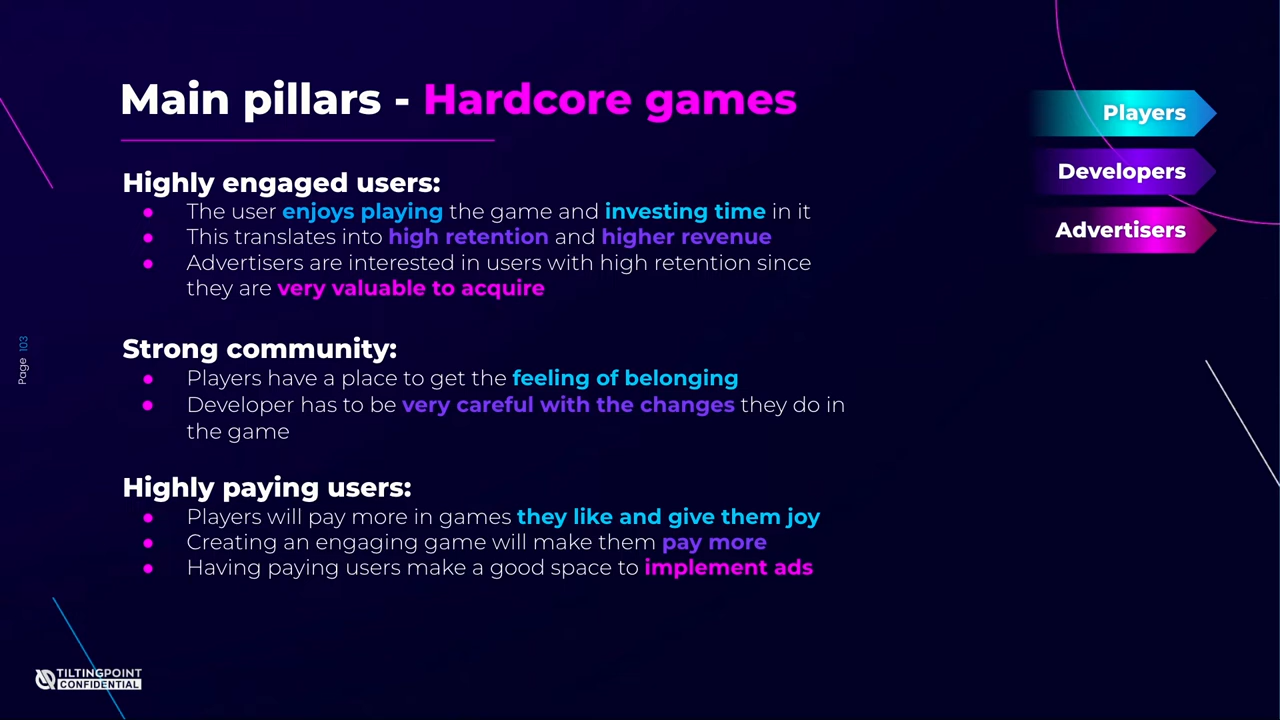 Main pillars - Hardcore games
Players
Developers
Advertisers
Highly engaged users:
● The user enjoys playing the game and investing time in it
● This translates into high retention and higher revenue
● Advertisers are interested in users with high retention since
they are very valuable to acquire
Strong community:
● Players have a place to get the feeling of belonging
● Developer has to be very careful with the changes they do in
the game
Highly paying users:
● Players will pay more in games they like and give them joy
● Creating an engaging game will make them pay more
● Having paying users make a good space to implement ads
Page 103
TILTINGPOINT
CONFIDENTIAL